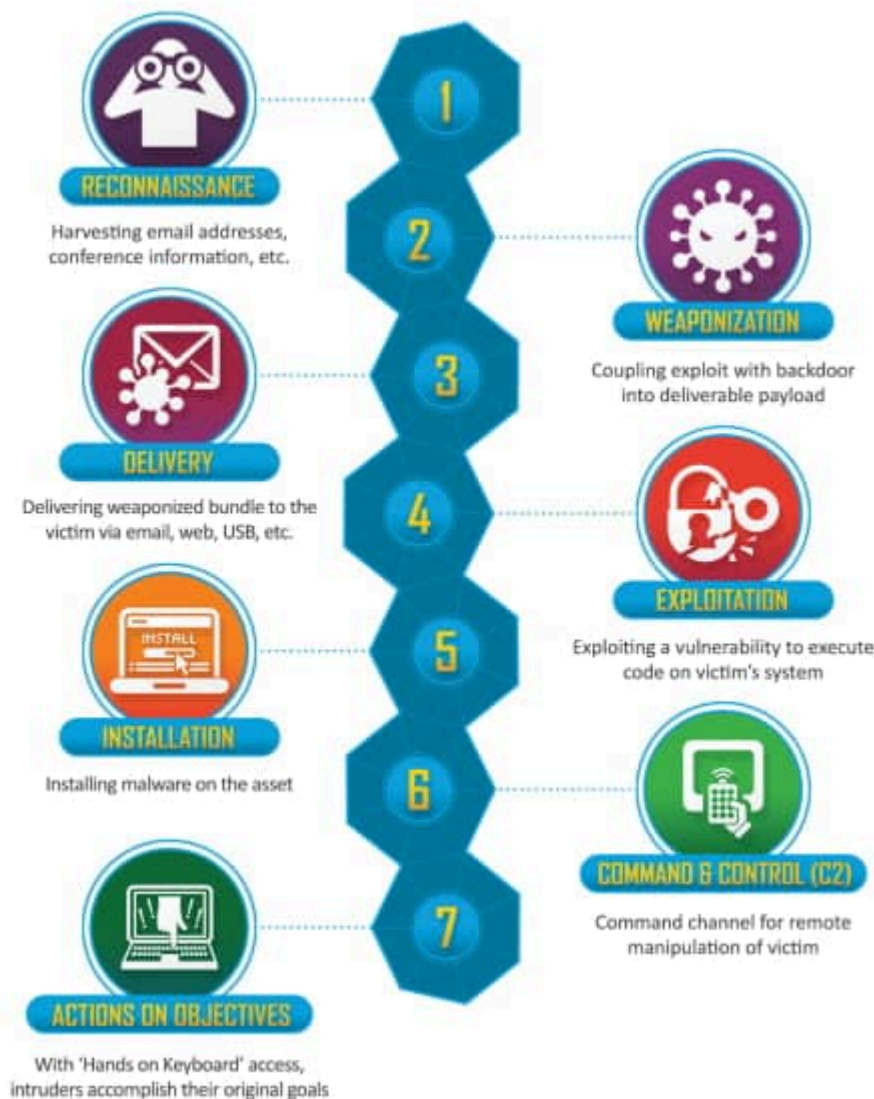 1
RECONNAISSANCE
Harvesting email addresses,
conference information, etc.
2
WEAPONIZATION
Coupling exploit with backdoor
into deliverable payload
3
DELIVERY
Delivering weaponized bundle to the
victim via email, web, USB, etc.
4
EXPLOITATION
Exploiting a vulnerability to execute
code on victim's system
5
INSTALL
INSTALLATION
Installing malware on the asset
6
COMMAND & CONTROL (C2)
Command channel for remote
manipulation of victim
7
ACTIONS ON OBJECTIVES
With 'Hands on Keyboard' access,
intruders accomplish their original goals